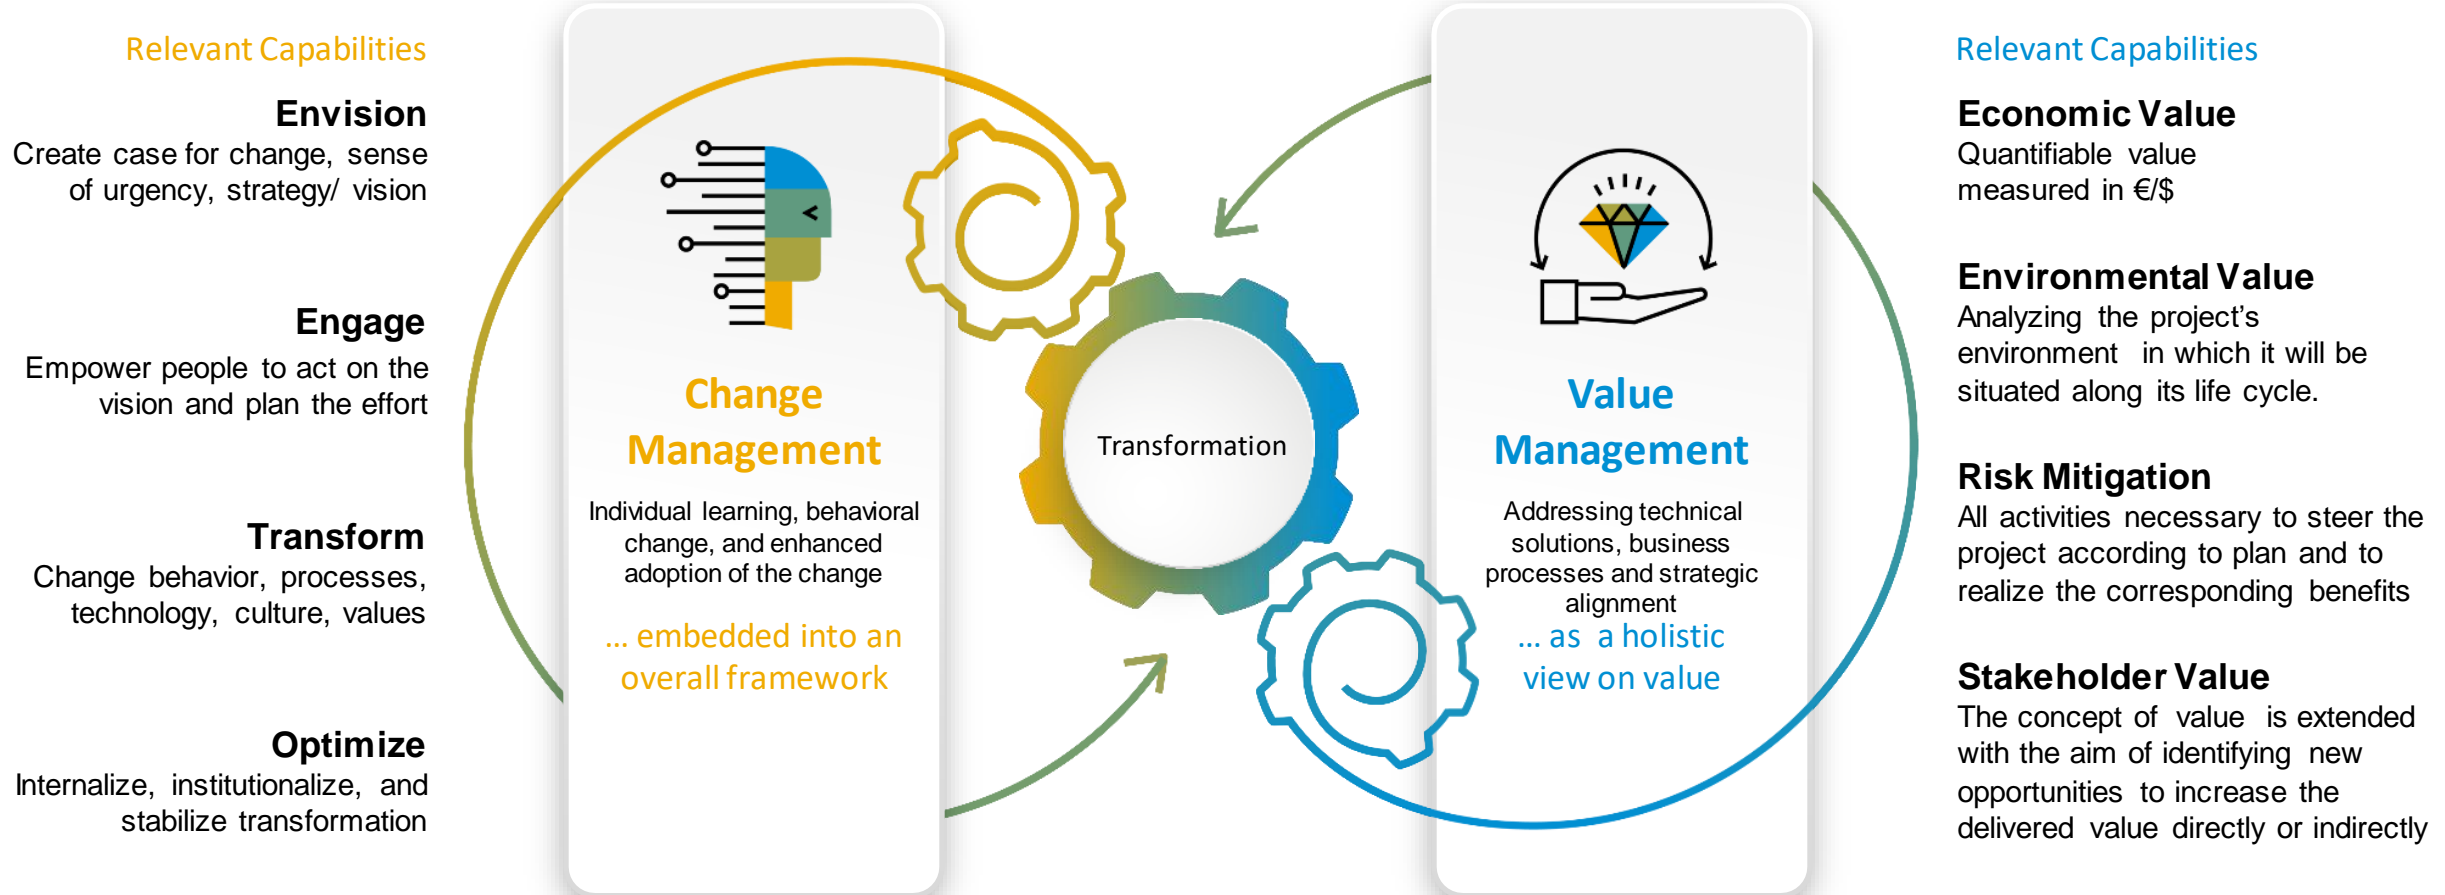 Relevant Capabilities
Envision
Create case for change, sense
of urgency, strategy/ vision
Engage
Empower people to act on the
vision and plan the effort
Transform
Change behavior, processes,
technology, culture, values
Optimize
Internalize, institutionalize, and
stabilize transformation
Change
Management
Individual learning, behavioral
change, and enhanced
adoption of the change
... embedded into an
overall framework
Transformation
Value
Management
Addressing technical
solutions, business
processes and strategic
alignment
... as a holistic
view on value
Relevant Capabilities
Economic Value
Quantifiable value
measured in €/$
Environmental Value
Analyzing the project’s
environment in which it will be
situated along its life cycle.
Risk Mitigation
All activities necessary to steer the
project according to plan and to
realize the corresponding benefits
Stakeholder Value
The concept of value is extended
with the aim of identifying new
opportunities to increase the
delivered value directly or indirectly